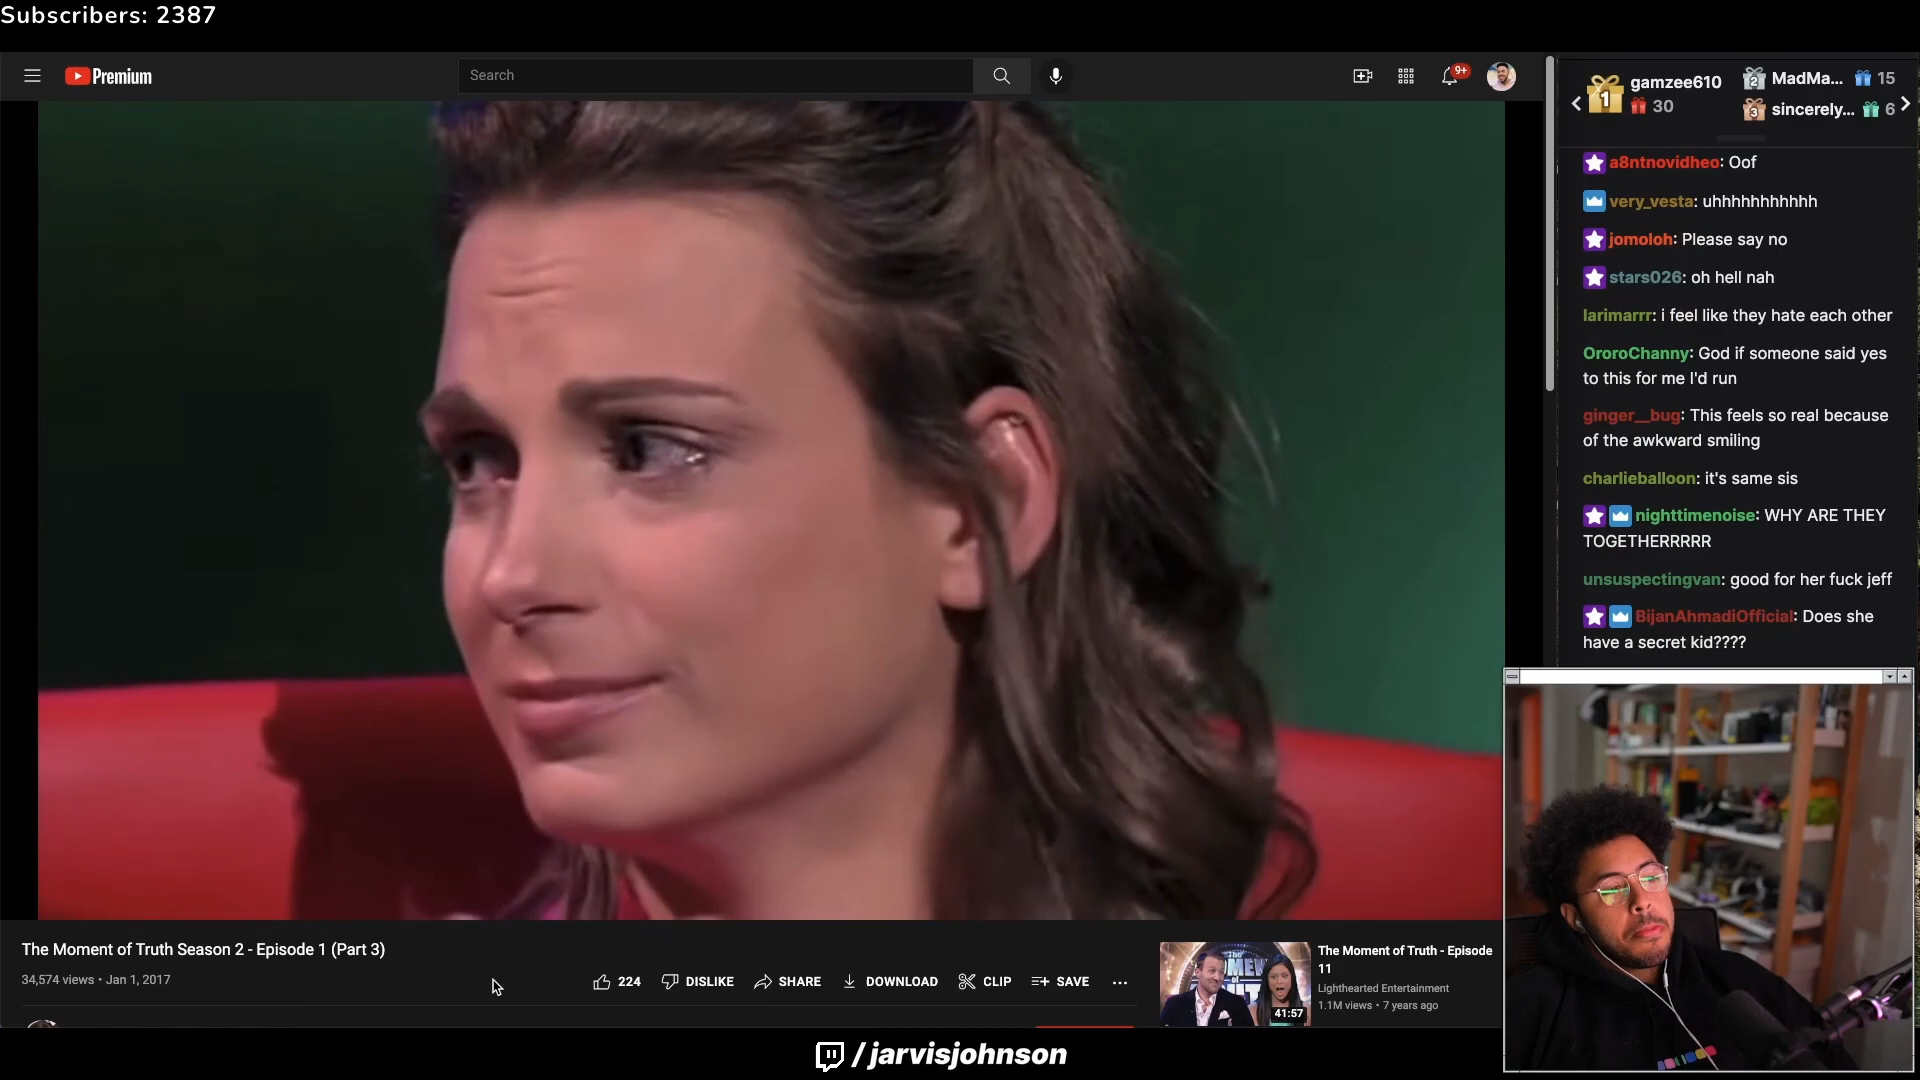 Subscribers: 2387
Premium
Search
9+
1
gamzee610
30
2
MadMa...
15
3
sincerely...
6
a8ntnovidheo: Oof
very_vesta: uhhhhhhhhhhh
jomoloh: Please say no
stars026: oh hell nah
larimarrr: i feel like they hate each other
OroroChanny: God if someone said yes
to this for me I'd run
ginger__bug: This feels so real because
of the awkward smiling
charlieballoon: it's same sis
nighttimenoise: WHY ARE THEY
TOGETHERRRRR
unsuspectingvan: good for her fuck jeff
BijanAhmadiOfficial: Does she
have a secret kid????
The Moment of Truth Season 2 - Episode 1 (Part 3)
34,574 views • Jan 1, 2017
224
DISLIKE
SHARE
DOWNLOAD
CLIP
SAVE
41:57
The Moment of Truth - Episode
11
Lighthearted Entertainment
1.1M views • 7 years ago
/jarvisjohnson